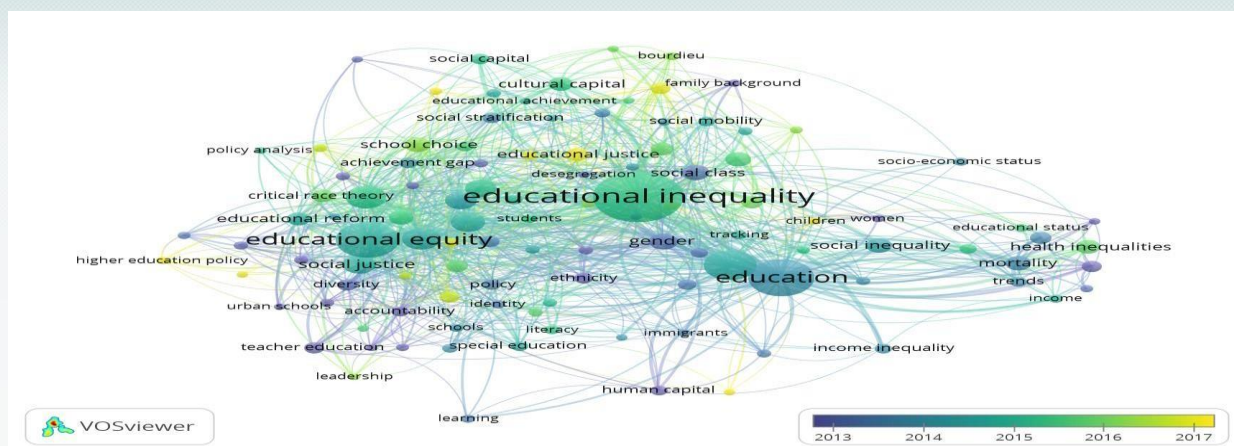 social capital
bourdieu
cultural capital
family background
educational achievement
social stratification
social mobility
school choice
policy analysis
educational justice
achievement gap
socio-economic status
desegregation
social class
critical race theory
educational inequality
educational reform
students
children
women
tracking
educational status
educational equity
gender
social inequality
health inequalities
higher education policy
social justice
mortality
ethnicity
education
diversity
policy
trends
urban schools
identity
income
accountability
schools
literacy
immigrants
teacher education
special education
income inequality
leadership
human capital
learning
VOSviewer
2013 2014 2015 2016 2017